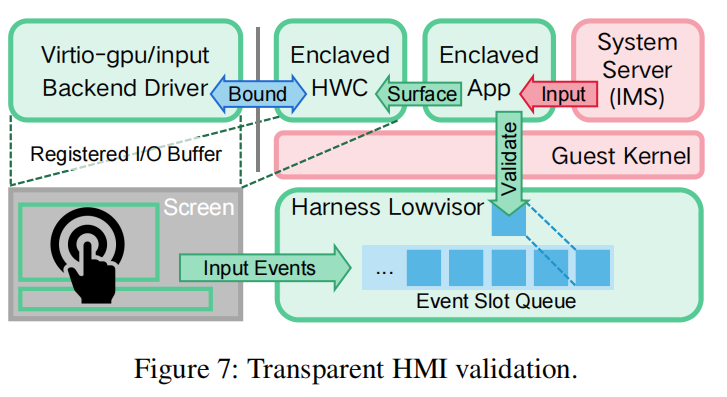 Virtio-gpu/input
Backend Driver
Bound
Enclaved
HWC
Surface
Enclaved
App
Input
System
Server
(IMS)
Registered I/O Buffer
Validate
Guest Kernel
Screen
Harness Lowvisor
Input Events
...
Event Slot Queue
Figure 7: Transparent HMI validation.